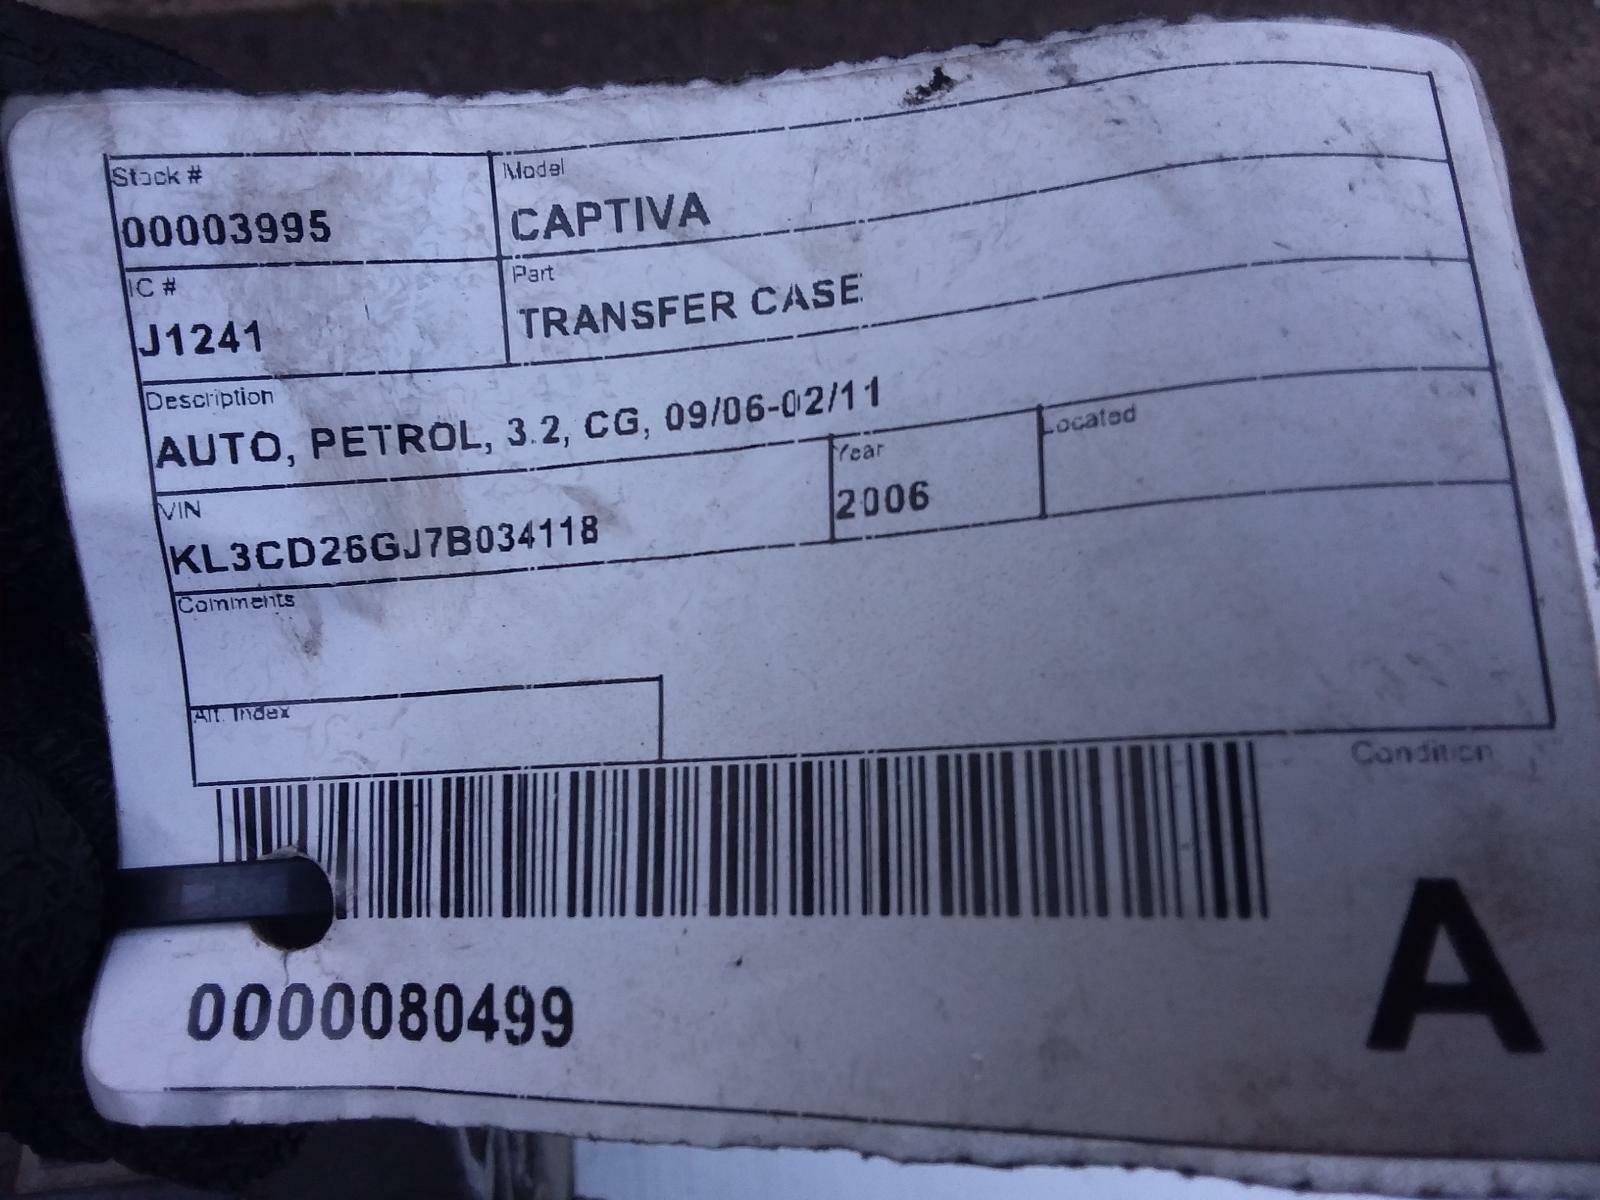 Stock #
00003995
Model
CAPTIVA
IC #
J1241
Part
TRANSFER CASE
Description
AUTO, PETROL, 3.2, CG, 09/06-02/11
VIN
KL3CD26GJ7B034118
Year
2006
Located
Comments
Alt. Index
Condition
A
0000080499